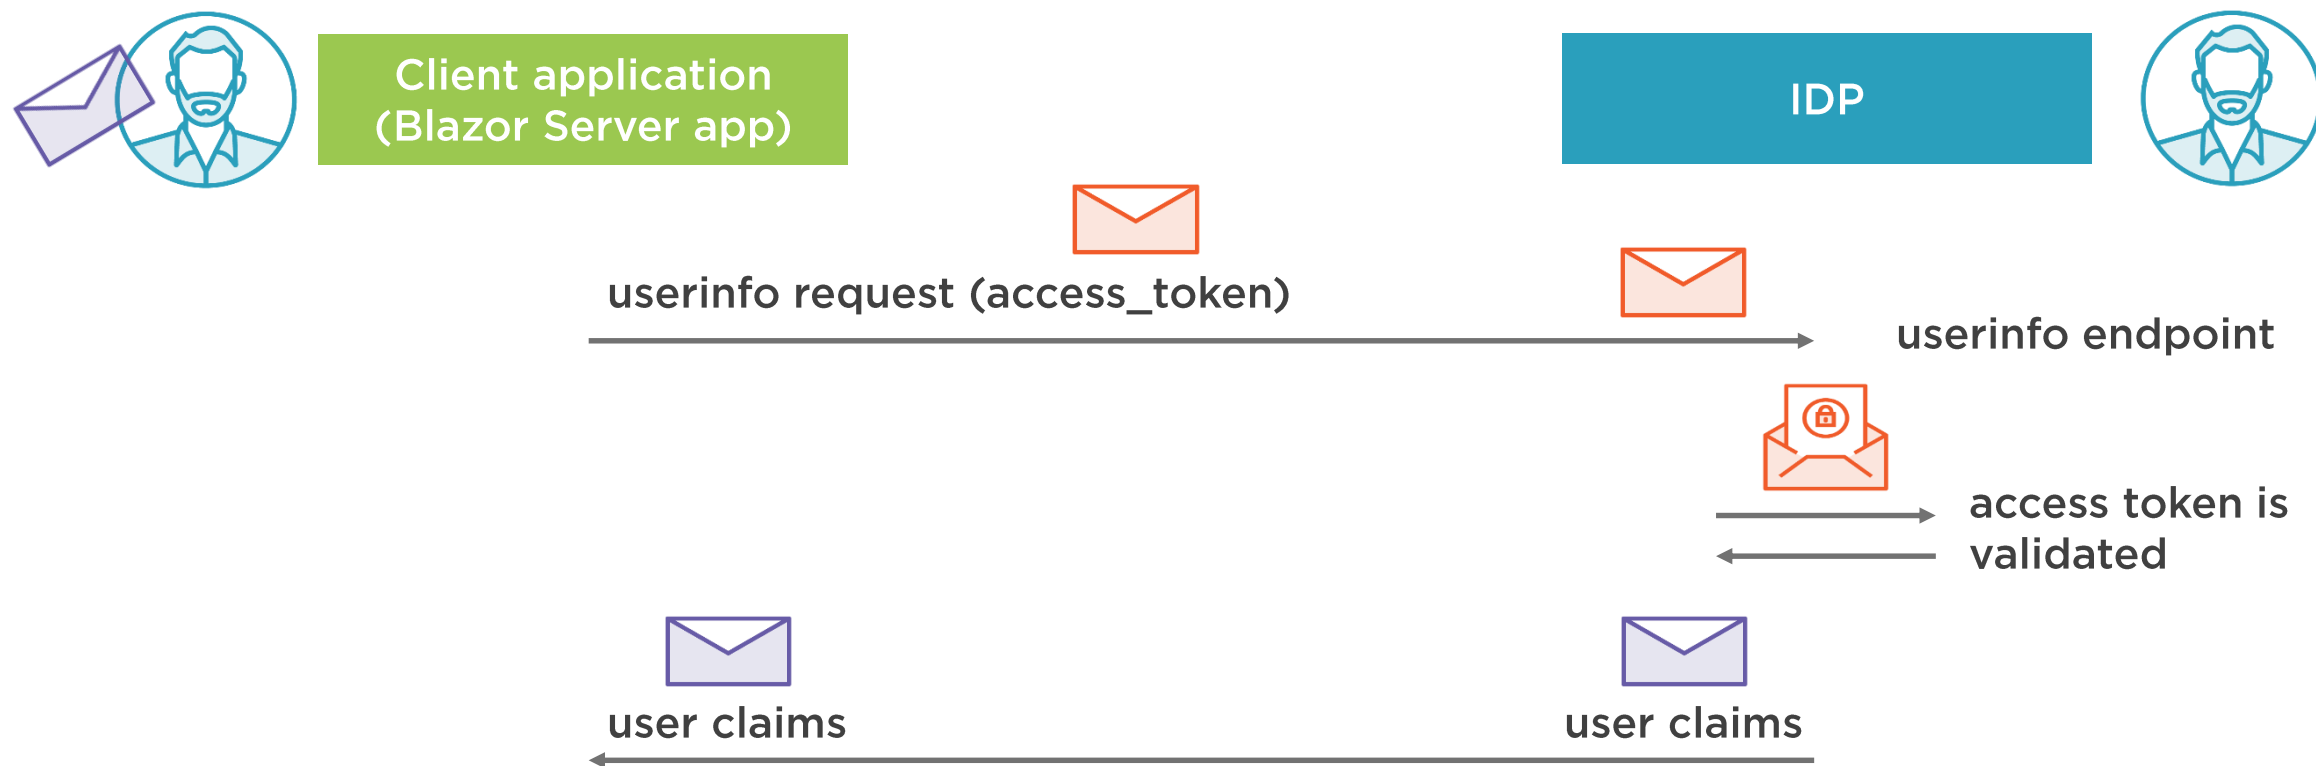 Client application
(Blazor Server app)
IDP
userinfo request (access_token)
userinfo endpoint
access token is
validated
user claims
user claims